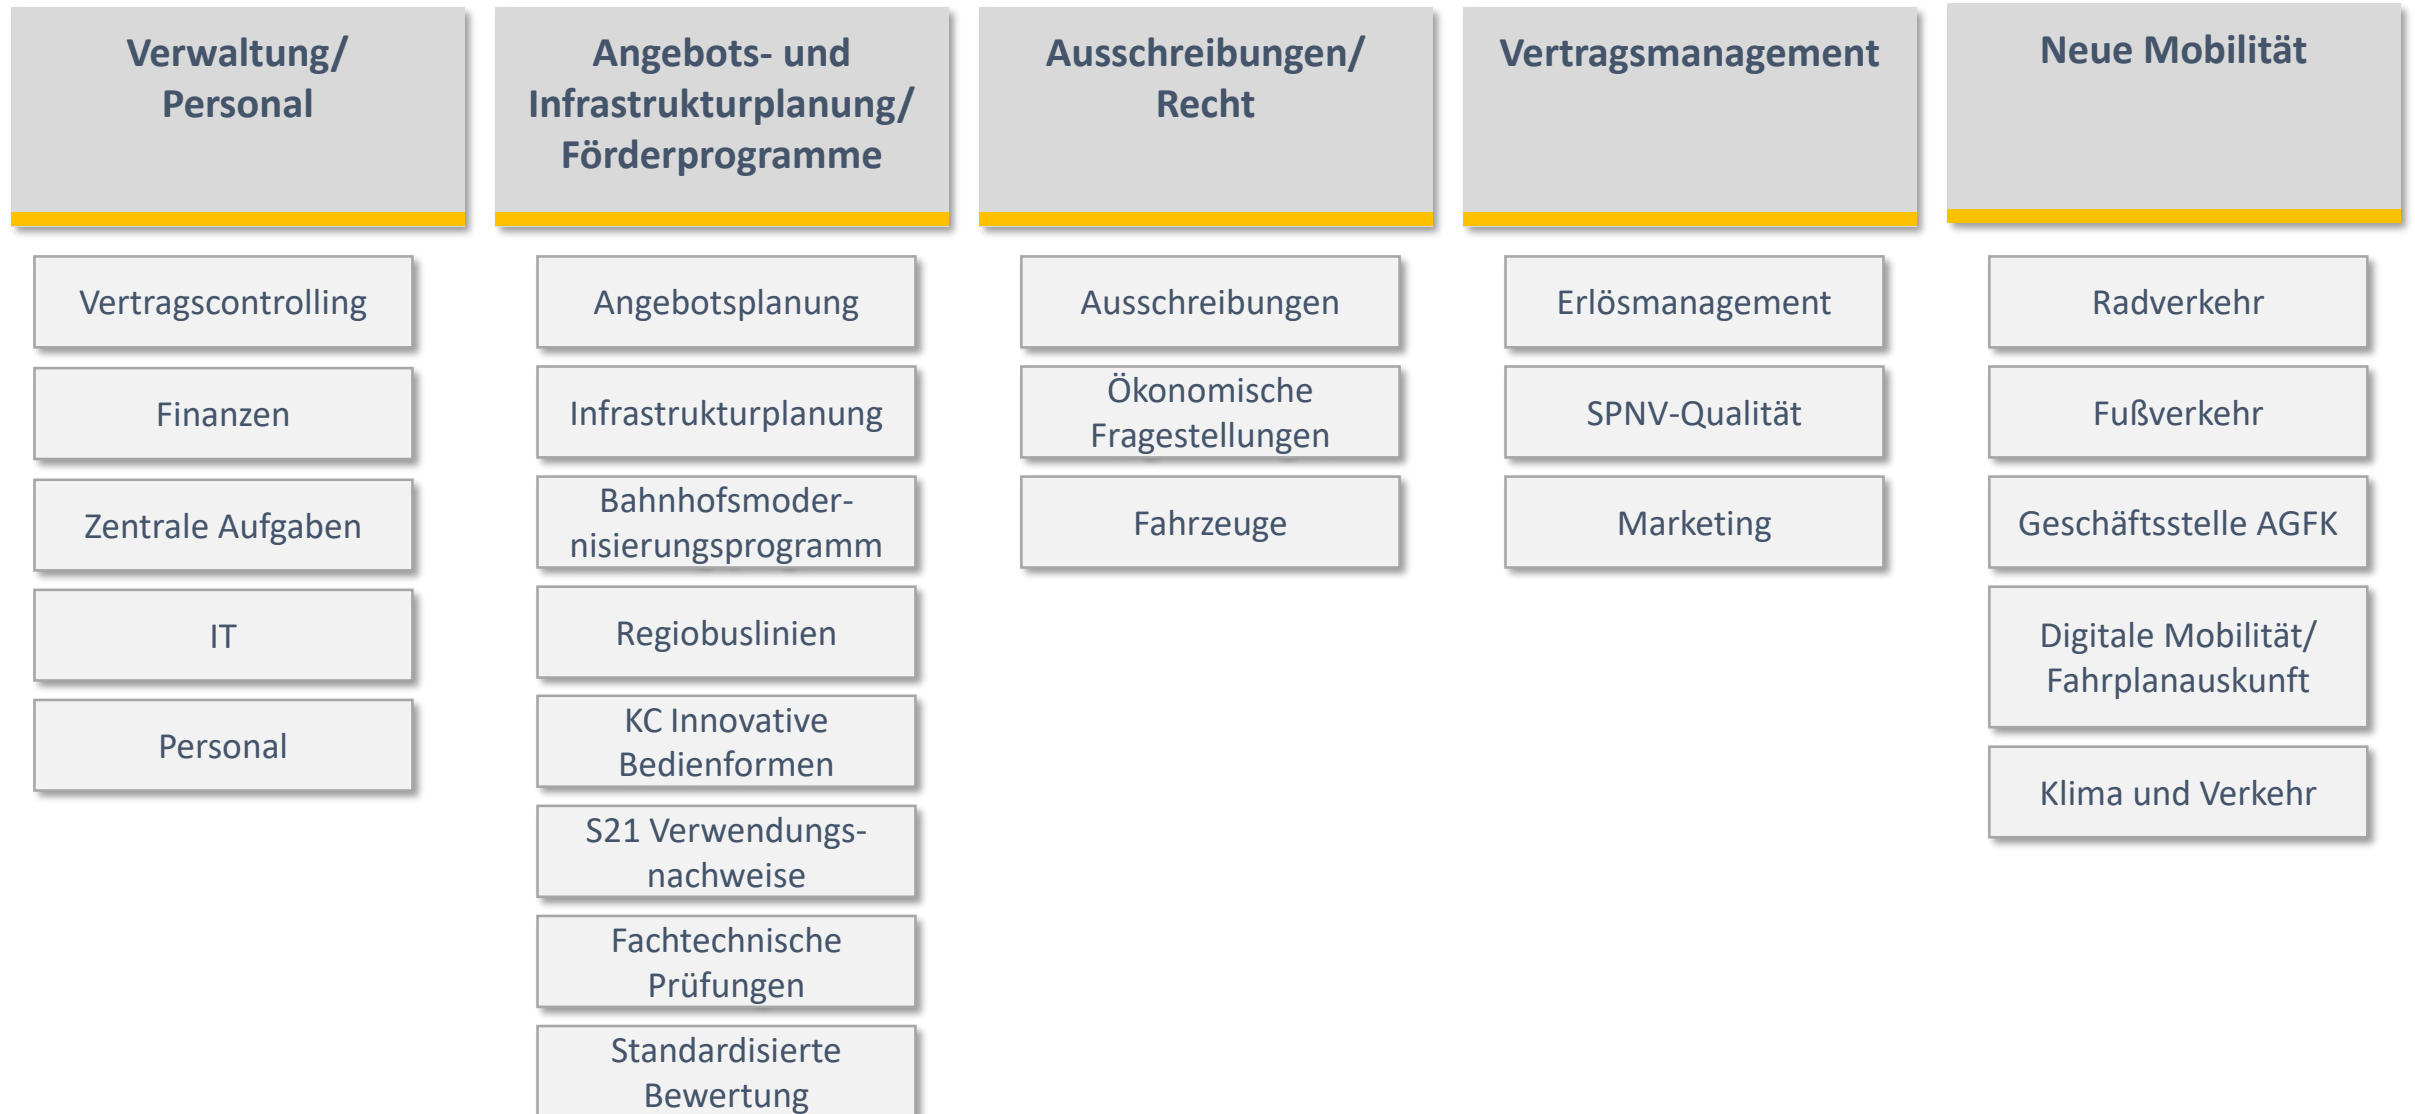 Verwaltung/
Personal
Vertragscontrolling
Finanzen
Zentrale Aufgaben
IT
Personal
Angebots- und
Infrastrukturplanung/
Förderprogramme
Angebotsplanung
Infrastrukturplanung
Bahnhofsmoder-
nisierungsprogramm
Regiobuslinien
KC Innovative
Bedienformen
S21 Verwendungs-
nachweise
Fachtechnische
Prüfungen
Standardisierte
Bewertung
Ausschreibungen/
Recht
Ausschreibungen
Ökonomische
Fragestellungen
Fahrzeuge
Vertragsmanagement
Erlösmanagement
SPNV-Qualität
Marketing
Neue Mobilität
Radverkehr
Fußverkehr
Geschäftsstelle AGFK
Digitale Mobilität/
Fahrplanauskunft
Klima und Verkehr